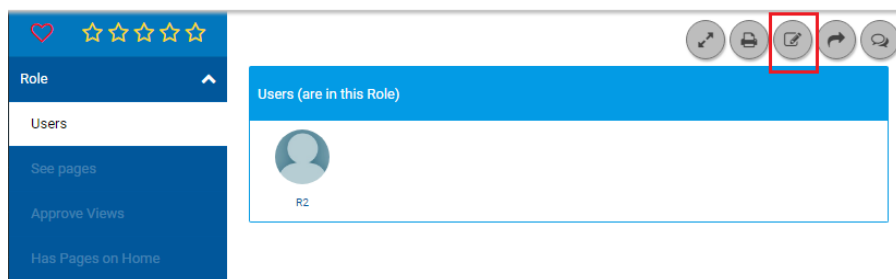 Role
Users
See pages
Approve Views
Has Pages on Home
Users (are in this Role)
R2